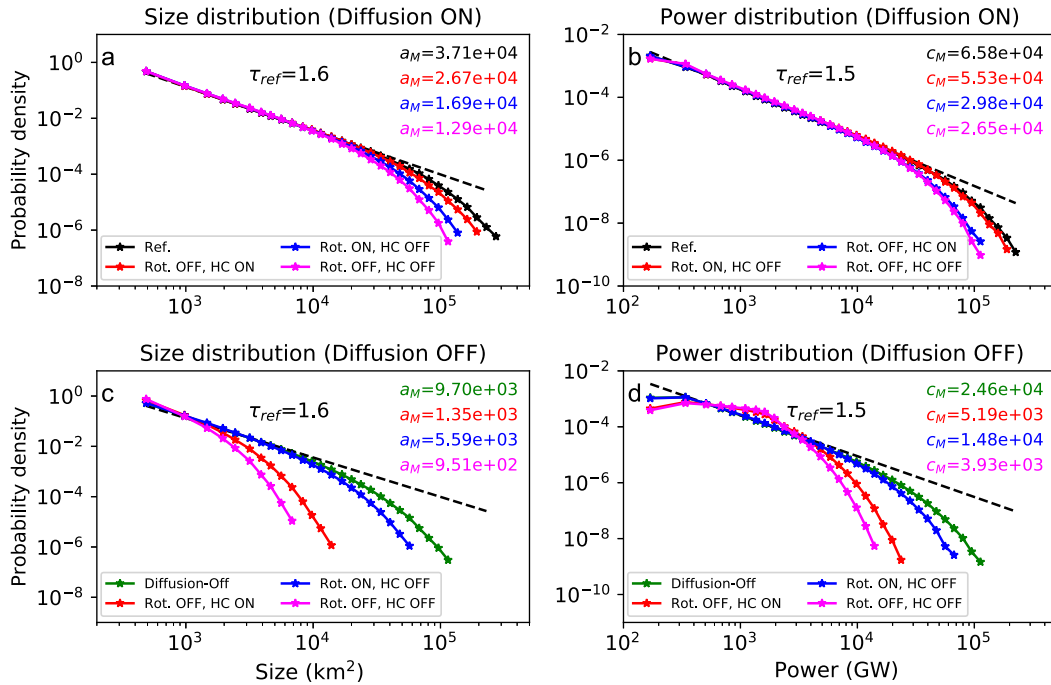 Size distribution (Diffusion ON)
a
τref=1.6
aM=3.71e+04
aM=2.67e+04
aM=1.69e+04
aM=1.29e+04
Probability density
10^0
10^-2
10^-4
10^-6
10^-8
Ref.
Rot. OFF, HC ON
Rot. ON, HC OFF
Rot. OFF, HC OFF
10^3
10^4
10^5
Power distribution (Diffusion ON)
b
τref=1.5
cM=6.58e+04
cM=5.53e+04
cM=2.98e+04
cM=2.65e+04
10^-2
10^-4
10^-6
10^-8
10^-10
Ref.
Rot. ON, HC OFF
Rot. OFF, HC ON
Rot. OFF, HC OFF
10^2
10^3
10^4
10^5
Size distribution (Diffusion OFF)
c
τref=1.6
aM=9.70e+03
aM=1.35e+03
aM=5.59e+03
aM=9.51e+02
Probability density
10^0
10^-2
10^-4
10^-6
10^-8
Diffusion-Off
Rot. OFF, HC ON
Rot. ON, HC OFF
Rot. OFF, HC OFF
10^3
10^4
10^5
Size (km²)
Power distribution (Diffusion OFF)
d
τref=1.5
cM=2.46e+04
cM=5.19e+03
cM=1.48e+04
cM=3.93e+03
10^-2
10^-4
10^-6
10^-8
10^-10
Diffusion-Off
Rot. OFF, HC ON
Rot. ON, HC OFF
Rot. OFF, HC OFF
10^2
10^3
10^4
10^5
Power (GW)